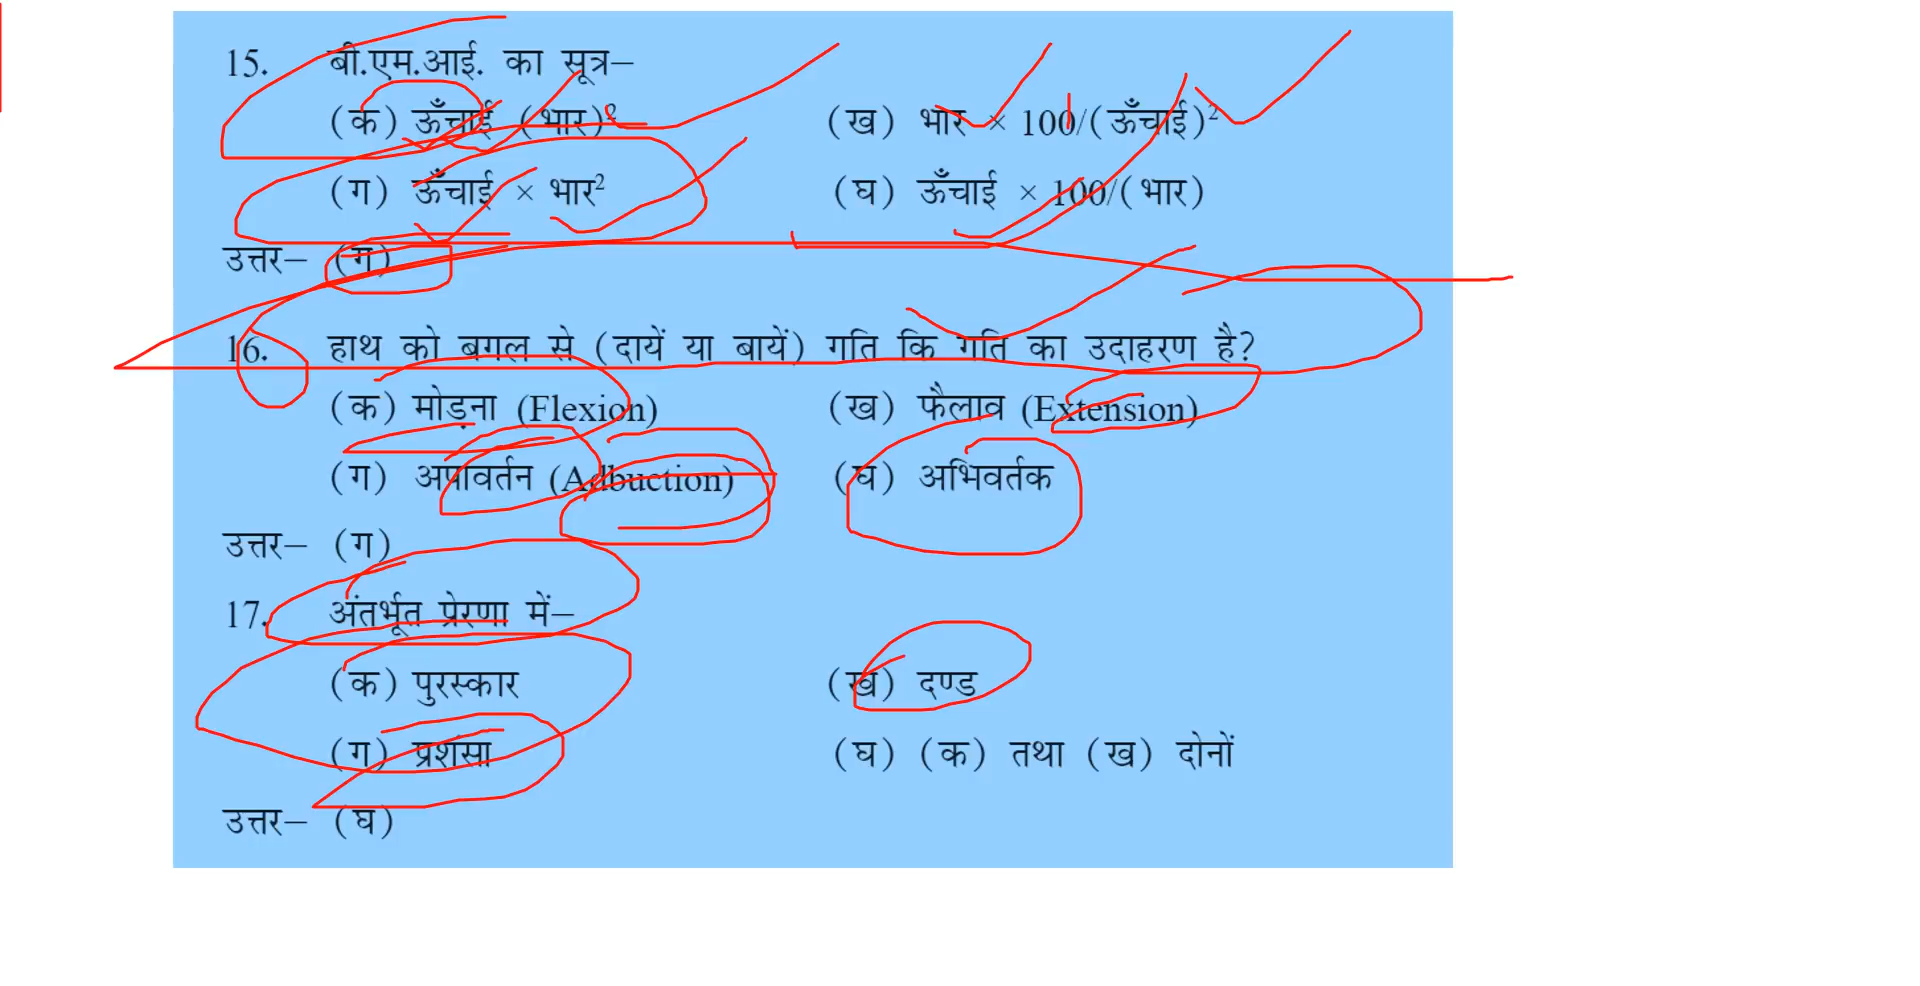 15. बी.एम.आई. का सूत्र–
(क) ऊँचाई (भार)² (ख) भार × 100/(ऊँचाई)²
(ग) ऊँचाई × भार² (घ) ऊँचाई × 100/(भार)
उत्तर– (ग)
16. हाथ को बगल से (दायें या बायें) गति कि गति का उदाहरण है?
(क) मोड़ना (Flexion) (ख) फैलाव (Extension)
(ग) अपावर्तन (Adbuction) (घ) अभिवर्तक
उत्तर– (ग)
17. अंतर्भूत प्रेरणा में–
(क) पुरस्कार (ख) दण्ड
(ग) प्रशंसा (घ) (क) तथा (ख) दोनों
उत्तर– (घ)